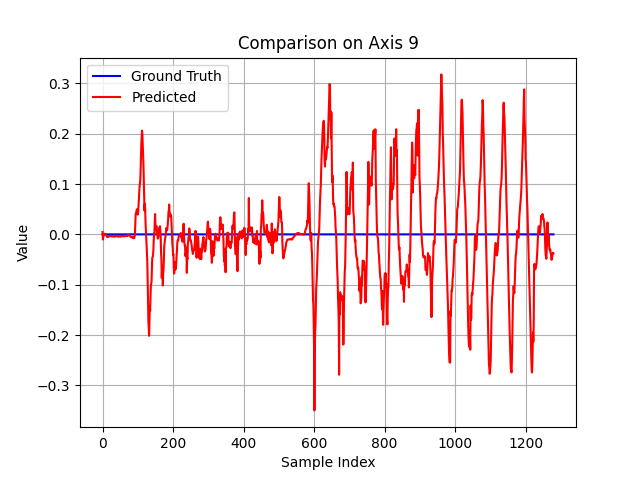 Comparison on Axis 9
Ground Truth
Predicted
0.3
0.2
0.1
0.0
−0.1
−0.2
−0.3
Value
0 200 400 600 800 1000 1200
Sample Index